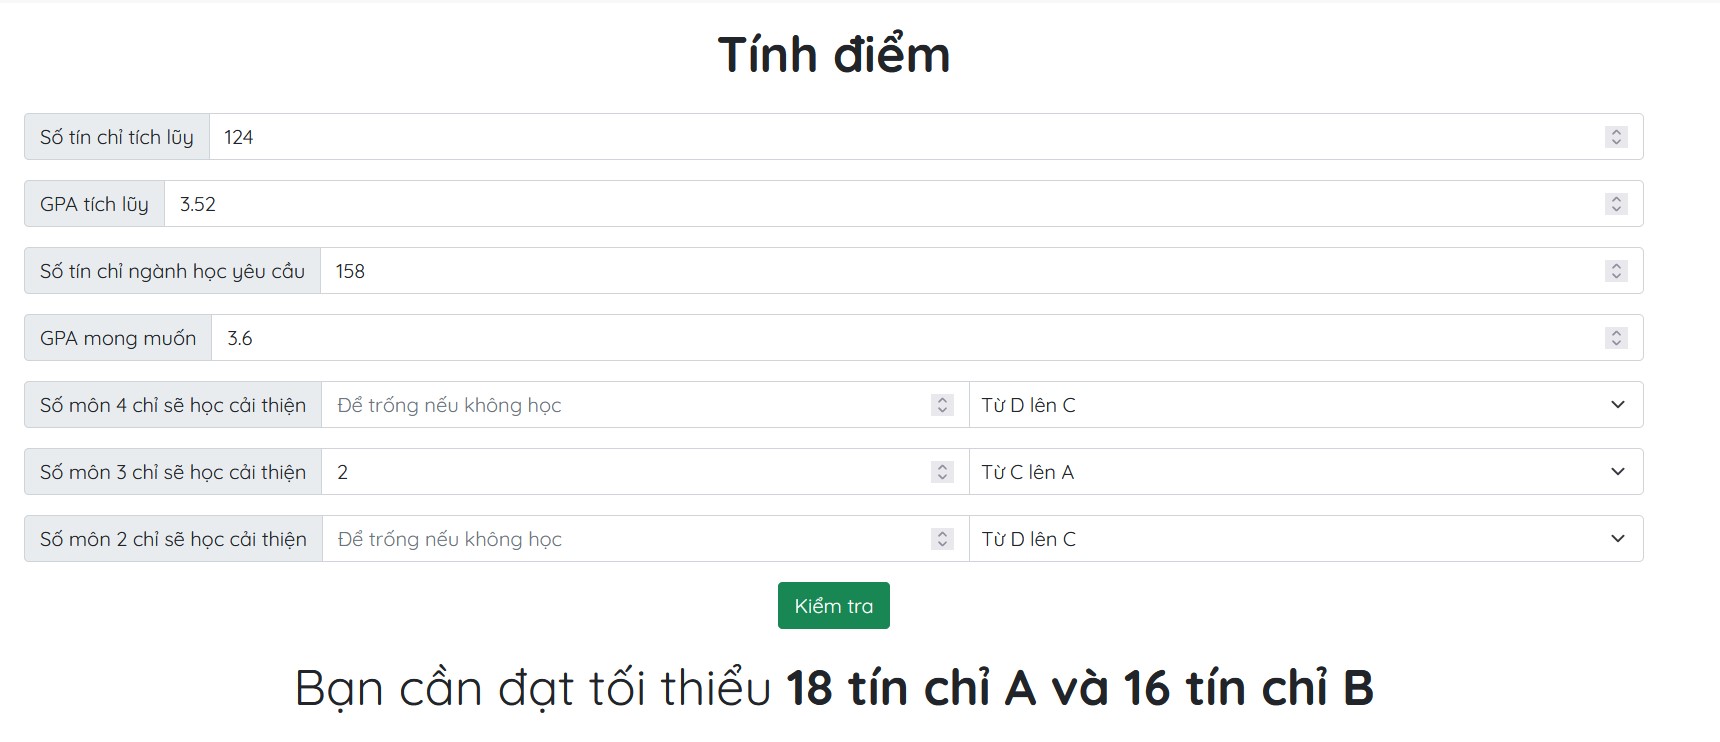 Tính điểm
Số tín chỉ tích lũy 124
GPA tích lũy 3.52
Số tín chỉ ngành học yêu cầu 158
GPA mong muốn 3.6
Số môn 4 chỉ sẽ học cải thiện Để trống nếu không học Từ D lên C
Số môn 3 chỉ sẽ học cải thiện 2 Từ C lên A
Số môn 2 chỉ sẽ học cải thiện Để trống nếu không học Từ D lên C
Kiểm tra
Bạn cần đạt tối thiểu 18 tín chỉ A và 16 tín chỉ B